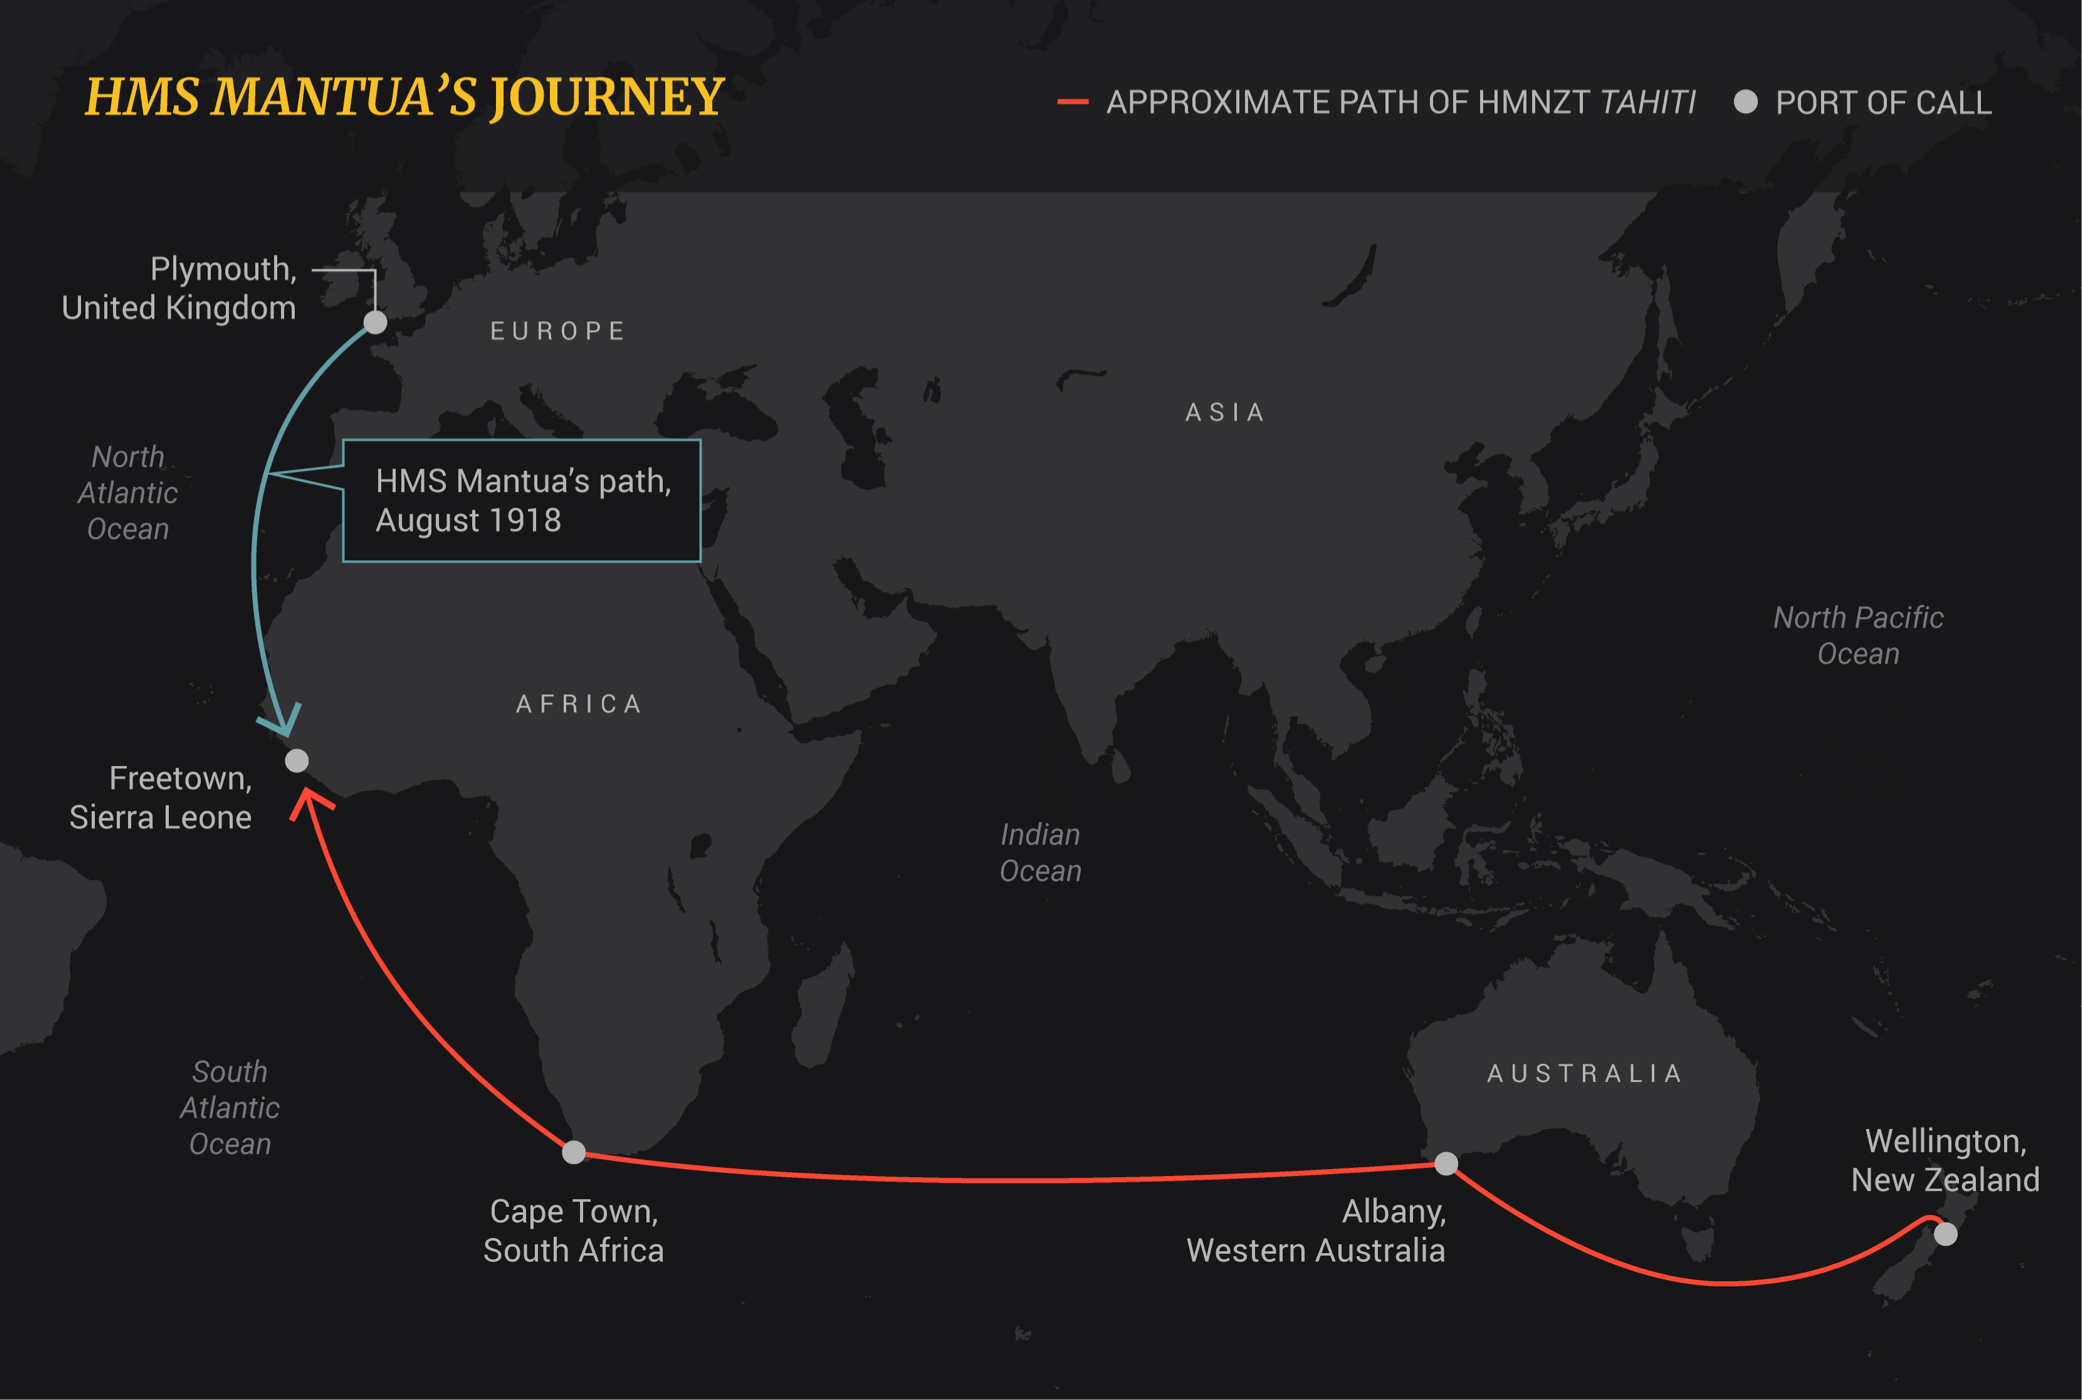 HMS MANTUA’S JOURNEY
APPROXIMATE PATH OF HMNZT TAHITI
PORT OF CALL
Plymouth,
United Kingdom
EUROPE
ASIA
North
Atlantic
Ocean
HMS Mantua’s path,
August 1918
North Pacific
Ocean
AFRICA
Freetown,
Sierra Leone
Indian
Ocean
South
Atlantic
Ocean
AUSTRALIA
Wellington,
New Zealand
Cape Town,
South Africa
Albany,
Western Australia